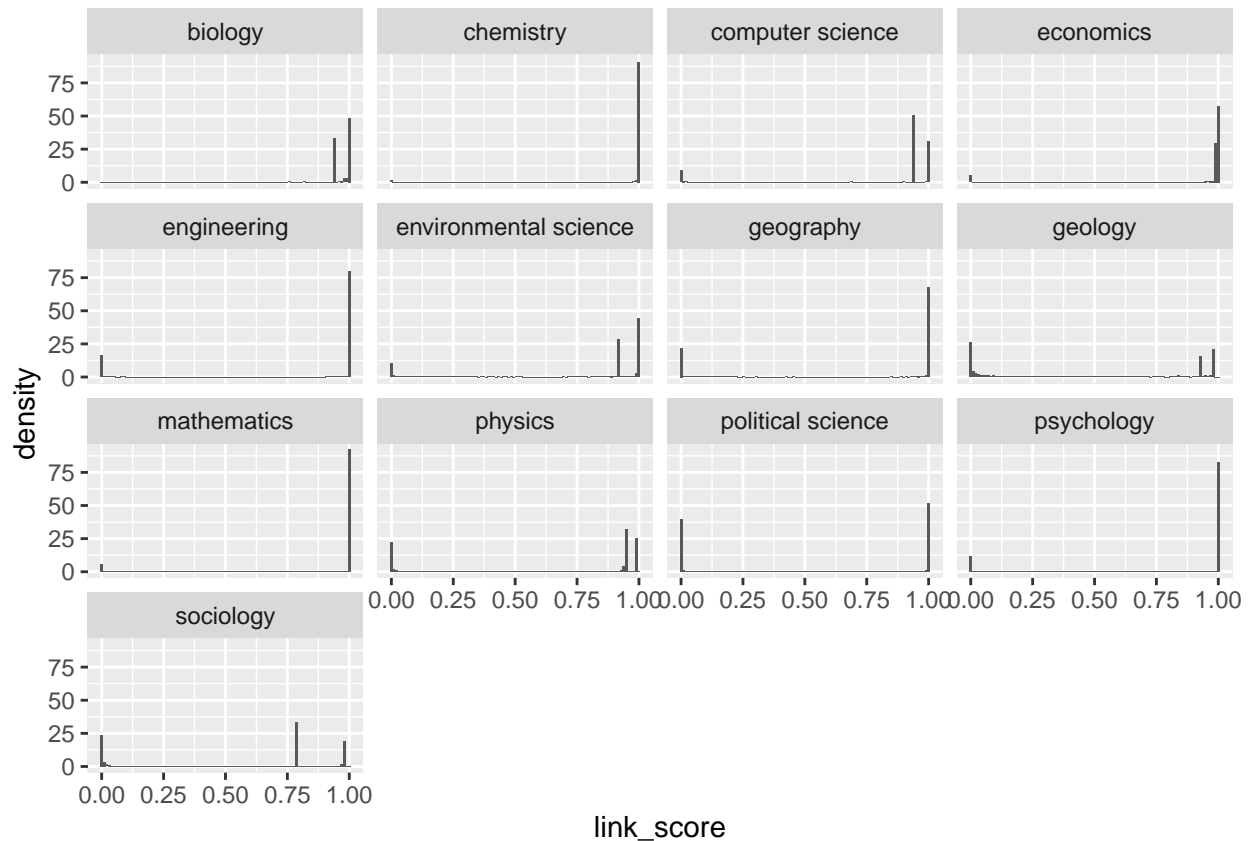 biology chemistry computer science economics
75
50
25
0
engineering environmental science geography geology
75
50
25
0
density
mathematics physics political science psychology
75
50
25
0
0.00 0.25 0.50 0.75 1.00 0.00 0.25 0.50 0.75 1.00 0.00 0.25 0.50 0.75 1.00
sociology
75
50
25
0
0.00 0.25 0.50 0.75 1.00
link_score